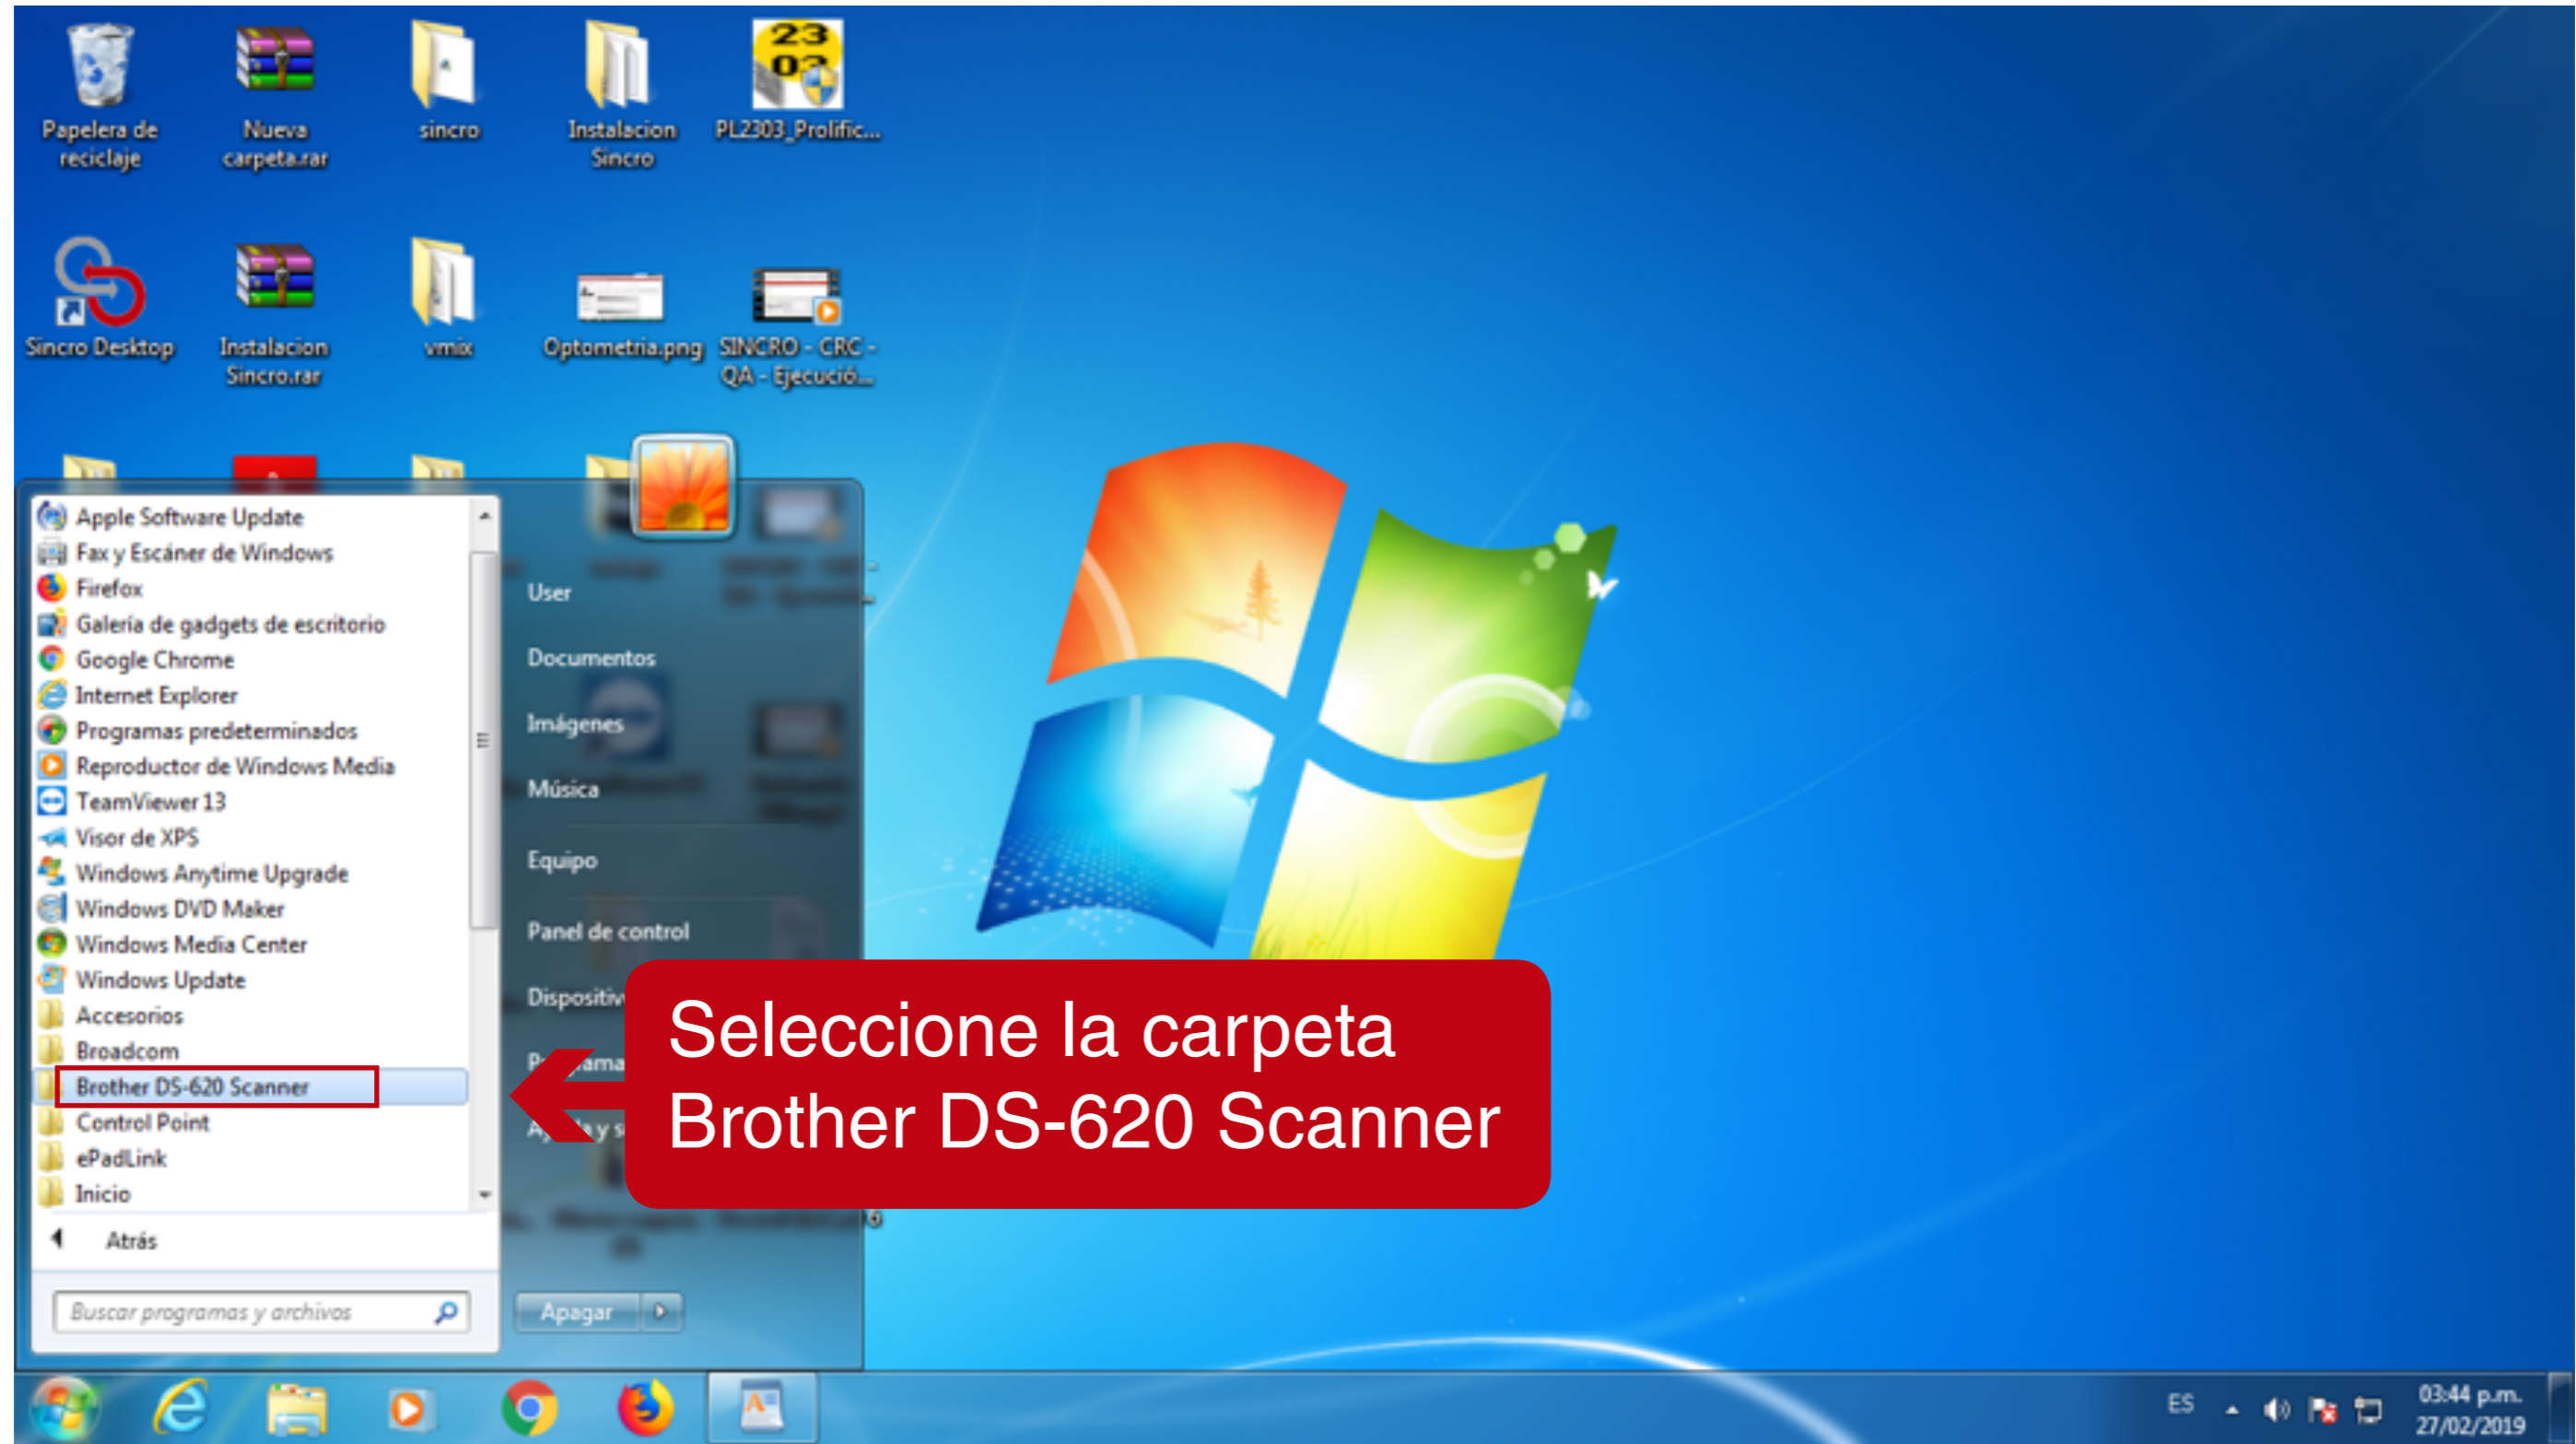 Papelera de
reciclaje
Nueva
carpeta.rar
sincro
Instalacion
Sincro
23
03
PL2303_Prolific...
Sincro Desktop
Instalacion
Sincro.rar
vmix
Optometria.png
SINCRO - CRC -
QA - Ejecució...
Apple Software Update
Fax y Escáner de Windows
Firefox
Galería de gadgets de escritorio
Google Chrome
Internet Explorer
Programas predeterminados
Reproductor de Windows Media
TeamViewer 13
Visor de XPS
Windows Anytime Upgrade
Windows DVD Maker
Windows Media Center
Windows Update
Accesorios
Broadcom
Brother DS-620 Scanner
Control Point
ePadLink
Inicio
Atrás
Buscar programas y archivos
User
Documentos
Imágenes
Música
Equipo
Panel de control
Apagar
Seleccione la carpeta
Brother DS-620 Scanner
ES
03:44 p.m.
27/02/2019